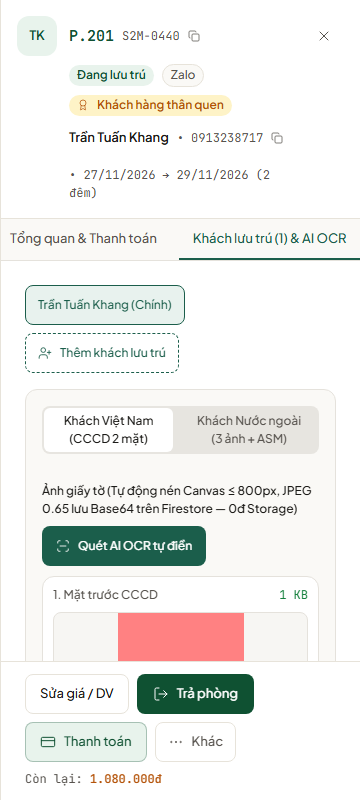 TK
P.201 S2M-0440
Đang lưu trú Zalo
Khách hàng thân quen
Trần Tuấn Khang • 0913238717
• 27/11/2026 → 29/11/2026 (2
đêm)
Tổng quan & Thanh toán Khách lưu trú (1) & AI OCR
Trần Tuấn Khang (Chính)
Thêm khách lưu trú
Khách Việt Nam
(CCCD 2 mặt)
Khách Nước ngoài
(3 ảnh + ASM)
Ảnh giấy tờ (Tự động nén Canvas ≤ 800px, JPEG
0.65 lưu Base64 trên Firestore — 0đ Storage)
Quét AI OCR tự điền
1. Mặt trước CCCD 1 KB
Sửa giá / DV Trả phòng
Thanh toán ··· Khác
Còn lại: 1.080.000đ